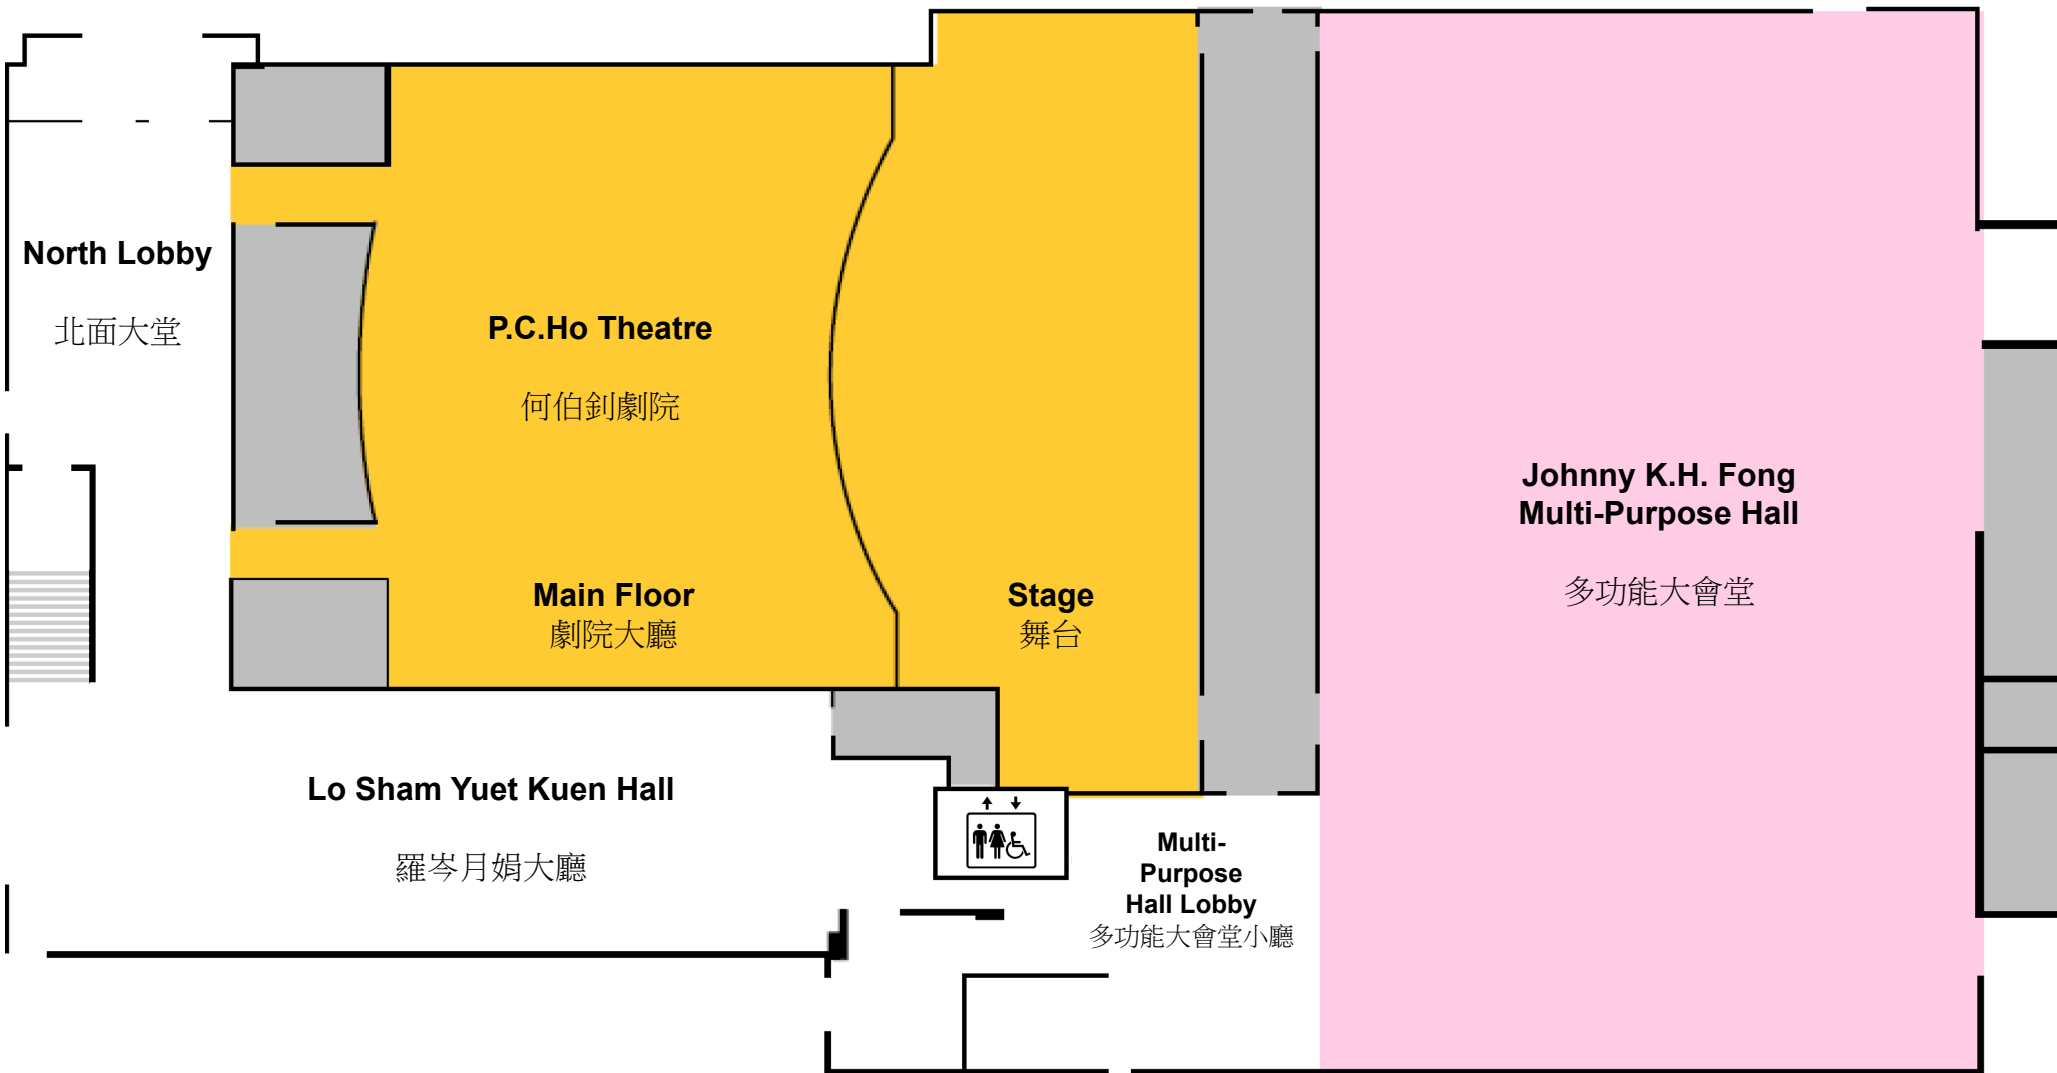 North Lobby
北面大堂
P.C.Ho Theatre
何伯釗劇院
Main Floor
劇院大廳
Stage
舞台
Johnny K.H. Fong
Multi-Purpose Hall
多功能大會堂
Lo Sham Yuet Kuen Hall
羅岑月娟大廳
Multi-
Purpose
Hall Lobby
多功能大會堂小廳